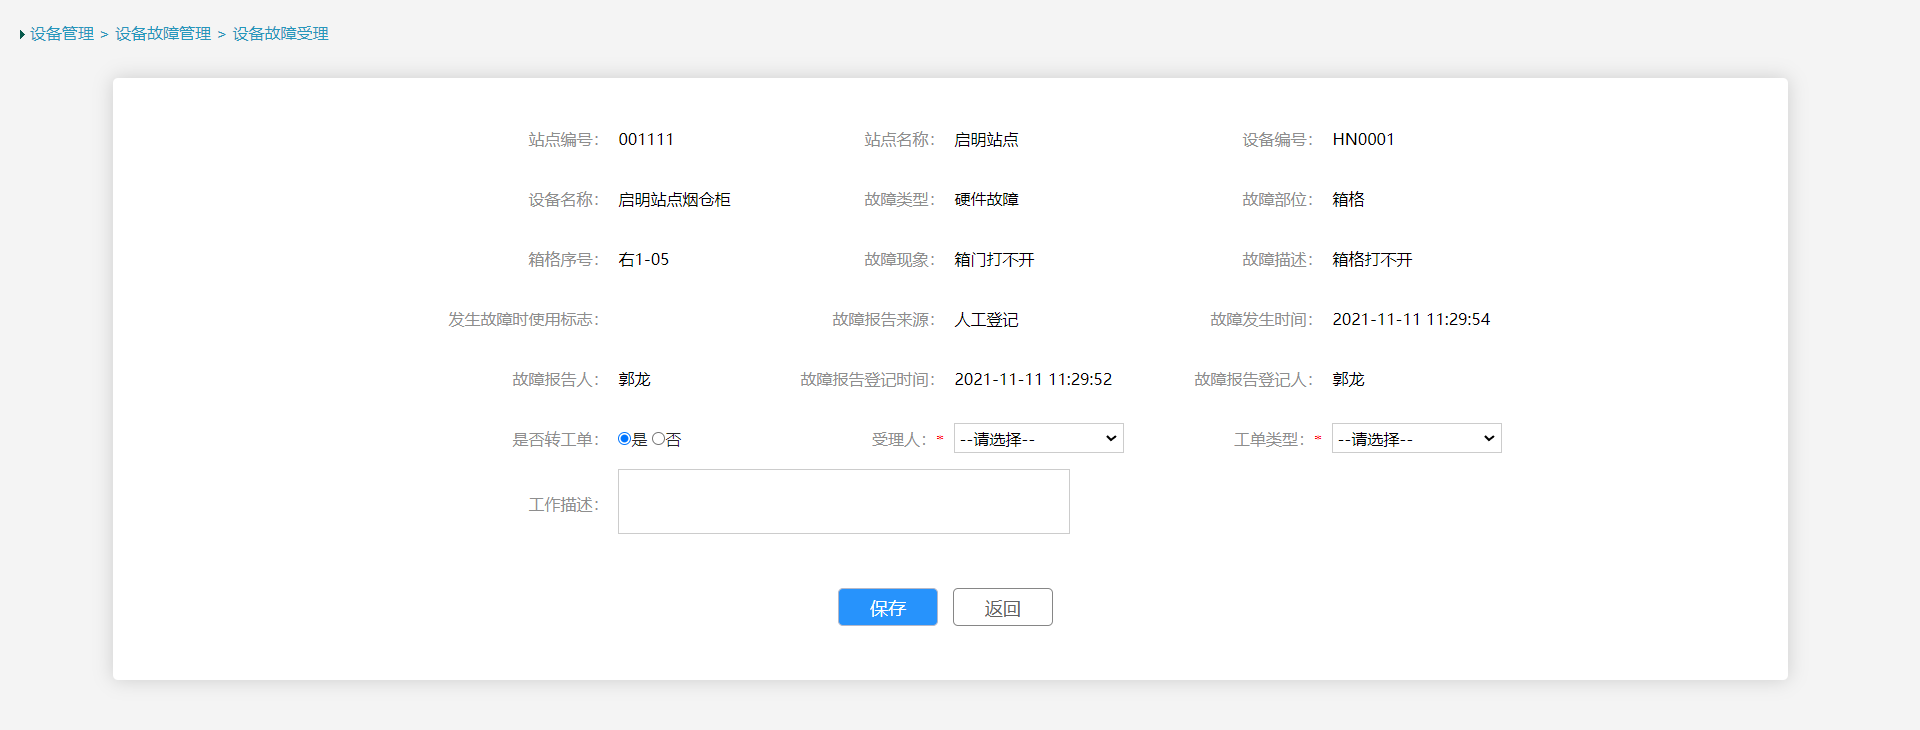 设备管理 > 设备故障管理 > 设备故障受理
站点编号： 001111 站点名称： 启明站点 设备编号： HN0001
设备名称： 启明站点烟仓柜 故障类型： 硬件故障 故障部位： 箱格
箱格序号： 右1-05 故障现象： 箱门打不开 故障描述： 箱格打不开
发生故障时使用标志： 故障报告来源： 人工登记 故障发生时间： 2021-11-11 11:29:54
故障报告人： 郭龙 故障报告登记时间： 2021-11-11 11:29:52 故障报告登记人： 郭龙
是否转工单： 是 否 受理人：* --请选择-- 工单类型：* --请选择--
工作描述：
保存 返回